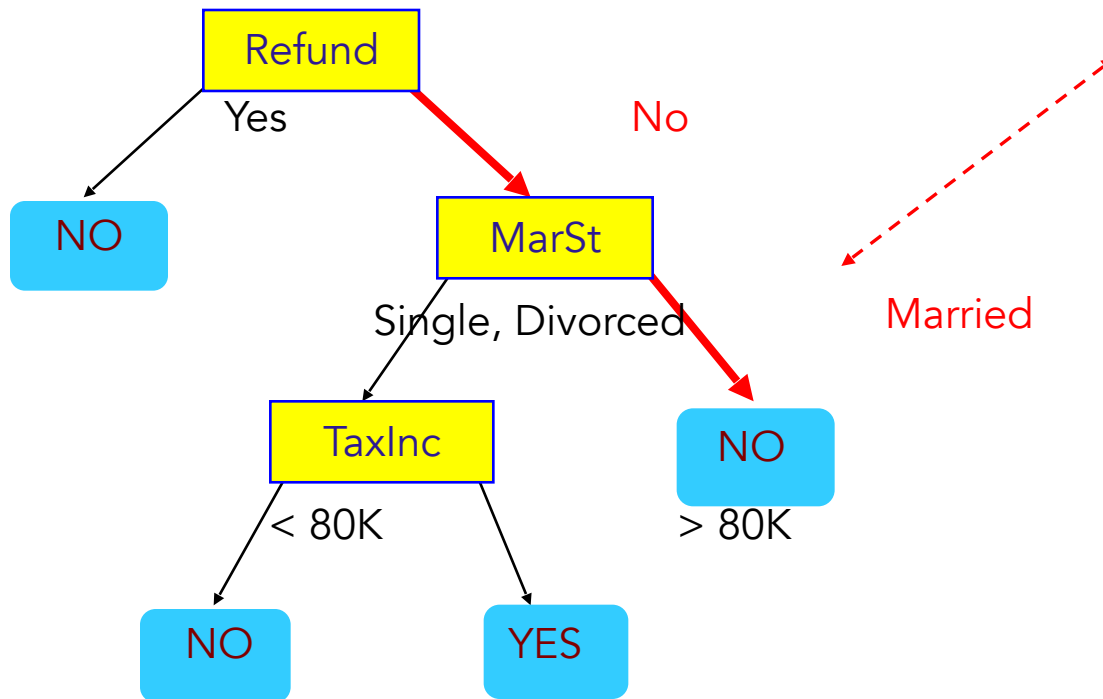 Refund
Yes
No
NO
MarSt
Single, Divorced
Married
TaxInc
NO
< 80K
> 80K
NO
YES